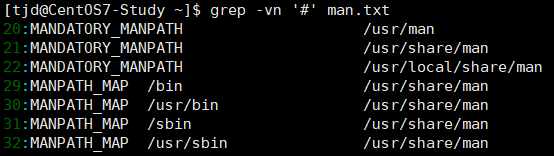 [tjd@CentOS7-Study ~]$ grep -vn '#' man.txt
20:MANDATORY_MANPATH /usr/man
21:MANDATORY_MANPATH /usr/share/man
22:MANDATORY_MANPATH /usr/local/share/man
29:MANPATH_MAP /bin /usr/share/man
30:MANPATH_MAP /usr/bin /usr/share/man
31:MANPATH_MAP /sbin /usr/share/man
32:MANPATH_MAP /usr/sbin /usr/share/man